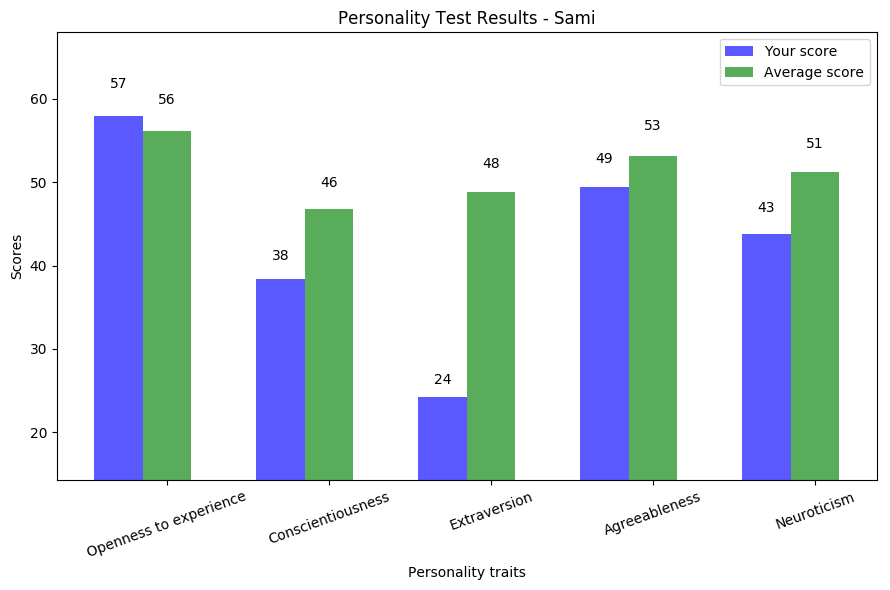 Personality Test Results - Sami
Your score
Average score
57
56
38
46
24
48
49
53
43
51
60
50
40
30
20
Scores
Openness to experience
Conscientiousness
Extraversion
Agreeableness
Neuroticism
Personality traits